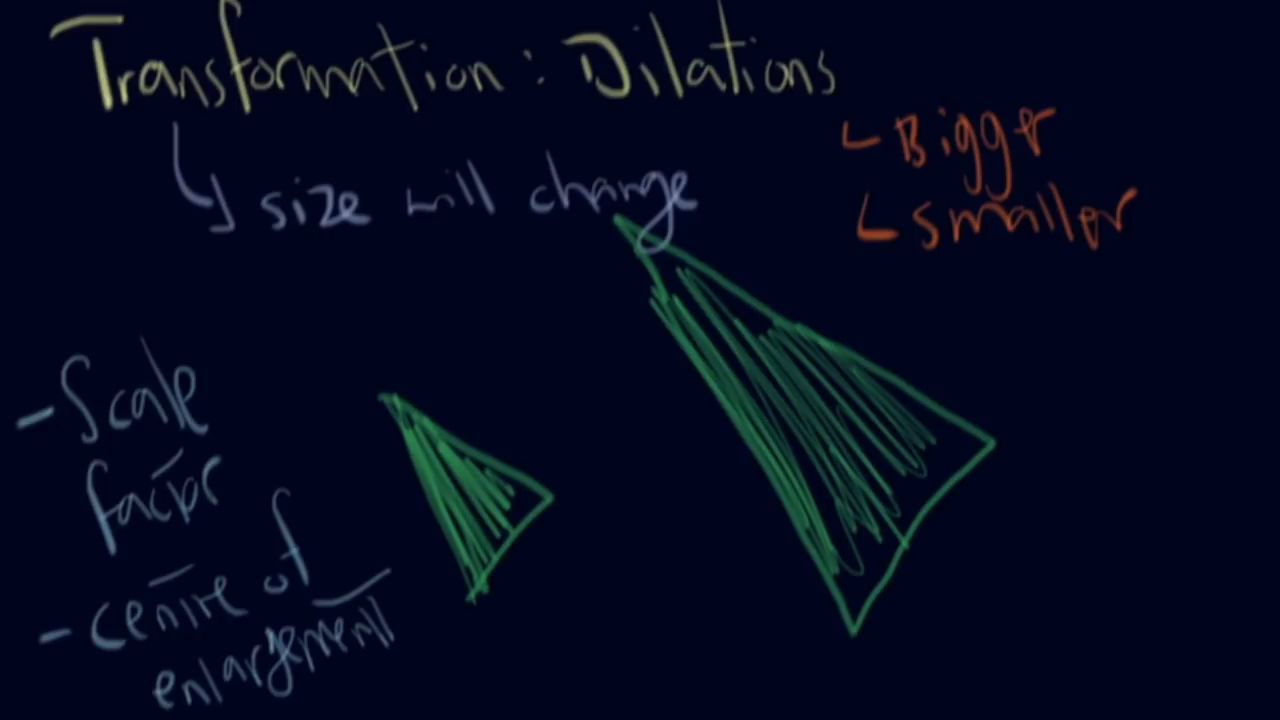 Transformation: Dilations
↳ size will change
- Bigger
- smaller
- Scale
factor
- centre of
enlargement